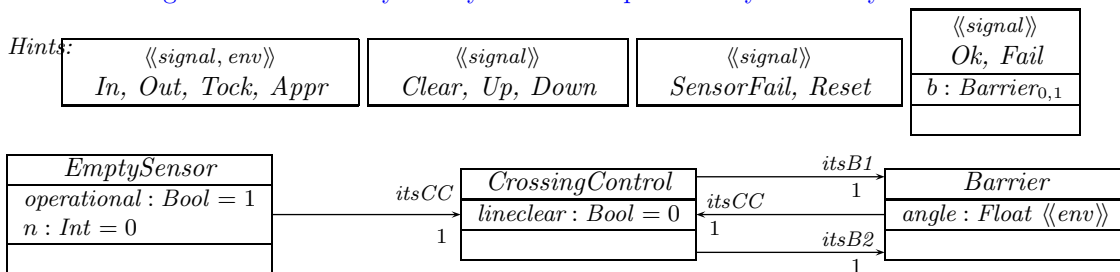 Hints:
⟪signal, env⟫
In, Out, Tock, Appr
⟪signal⟫
Clear, Up, Down
⟪signal⟫
SensorFail, Reset
⟪signal⟫
Ok, Fail
b : Barrier0,1
EmptySensor
operational : Bool = 1
n : Int = 0
itsCC
1
CrossingControl
lineclear : Bool = 0
itsB1
1
itsCC
1
itsB2
1
Barrier
angle : Float ⟪env⟫